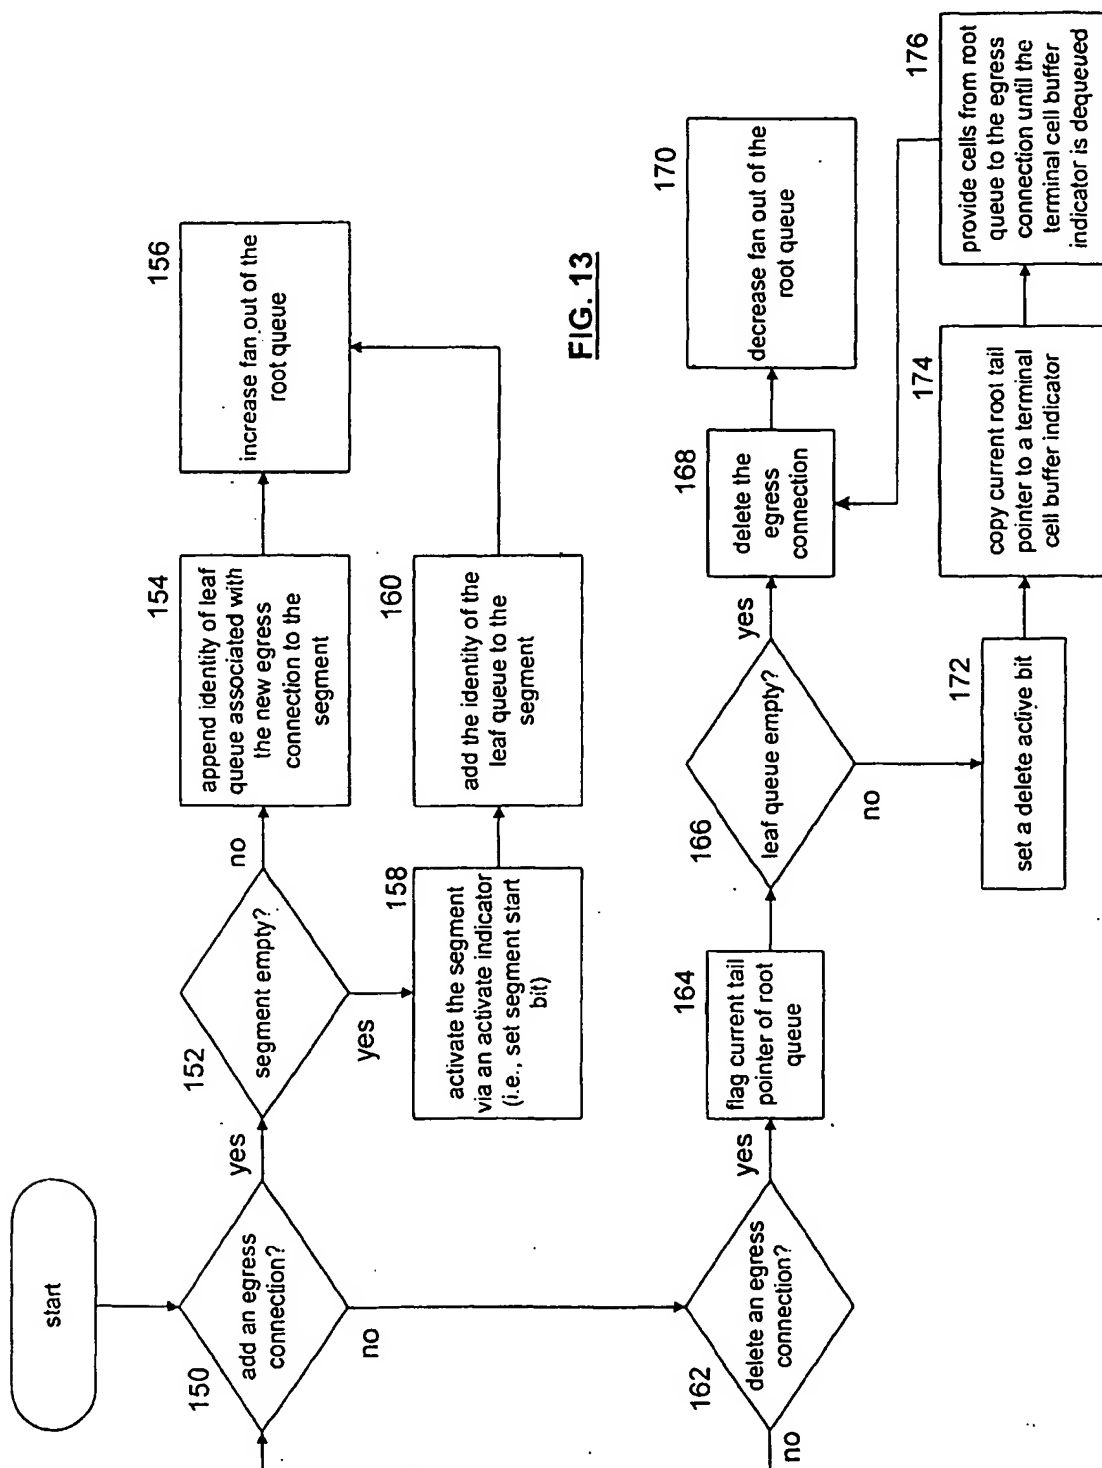 start
150
add an egress
connection?
yes
no
152
segment empty?
no
yes
154
append identity of leaf
queue associated with
the new egress
connection to the
segment
156
increase fan out of the
root queue
158
activate the segment
via an activate indicator
(i.e., set segment start
bit)
160
add the identity of the
leaf queue to the
segment
162
delete an egress
connection?
yes
no
164
flag current tail
pointer of root
queue
166
leaf queue empty?
yes
no
168
delete the
egress
connection
170
decrease fan out of the
root queue
172
set a delete active bit
174
copy current root tail
pointer to a terminal
cell buffer indicator
176
provide cells from root
queue to the egress
connection until the
terminal cell buffer
indicator is dequeued
FIG. 13